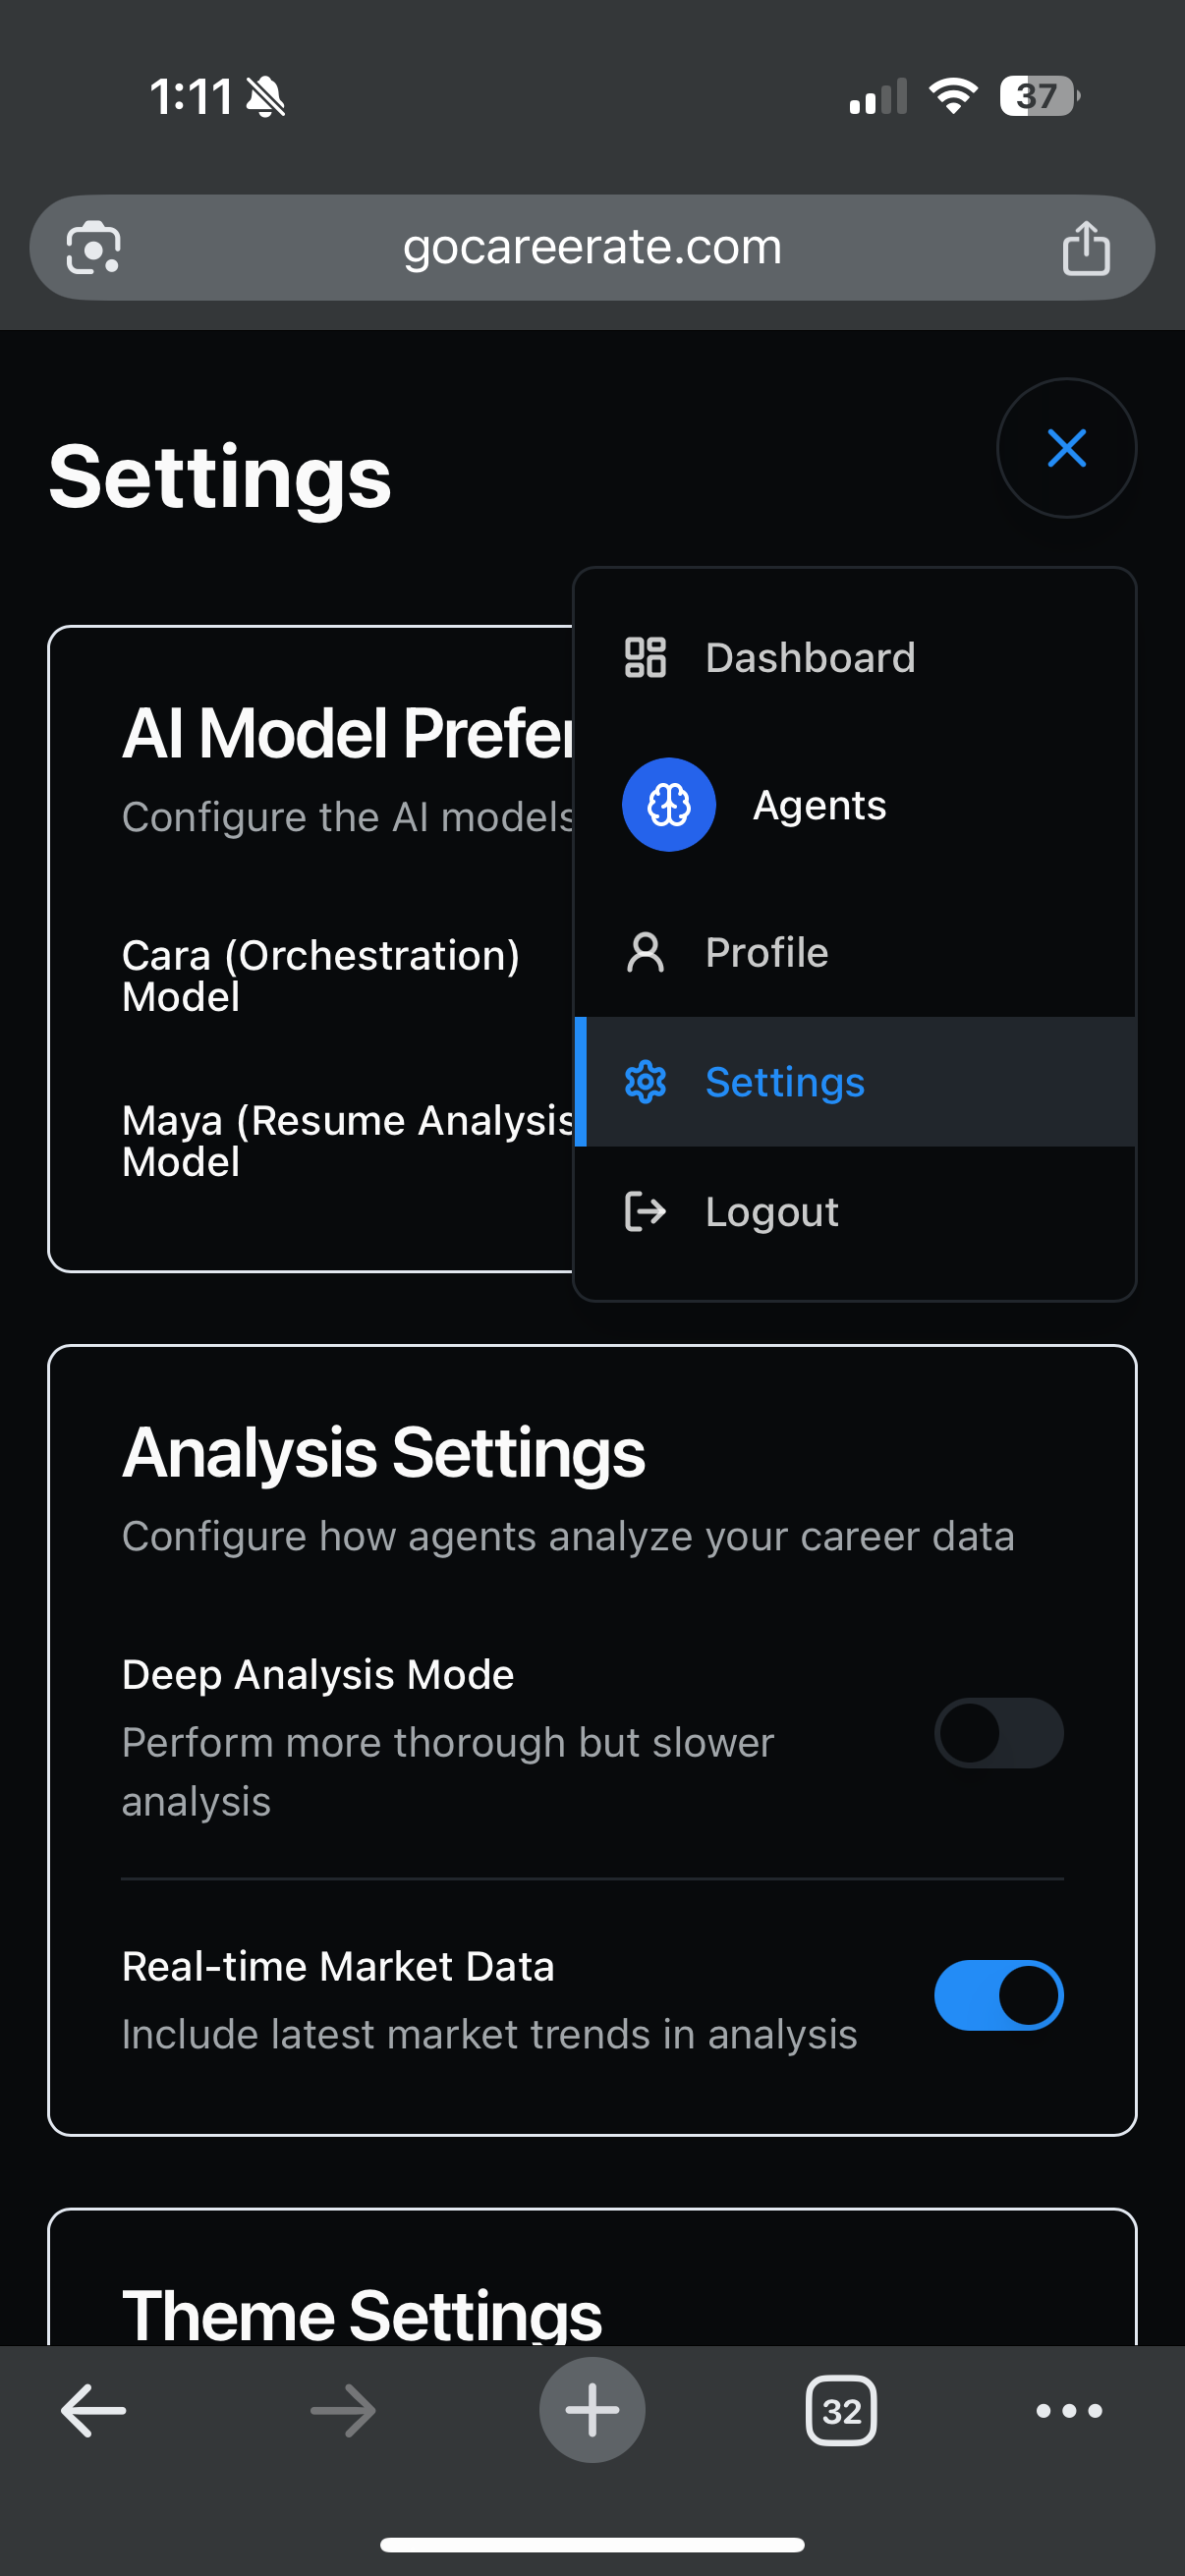 1:11
37
gocareerate.com
Settings
Dashboard
Agents
Profile
Settings
Logout
AI Model Prefer
Configure the AI models
Cara (Orchestration)
Model
Maya (Resume Analysis
Model
Analysis Settings
Configure how agents analyze your career data
Deep Analysis Mode
Perform more thorough but slower
analysis
Real-time Market Data
Include latest market trends in analysis
Theme Settings
32